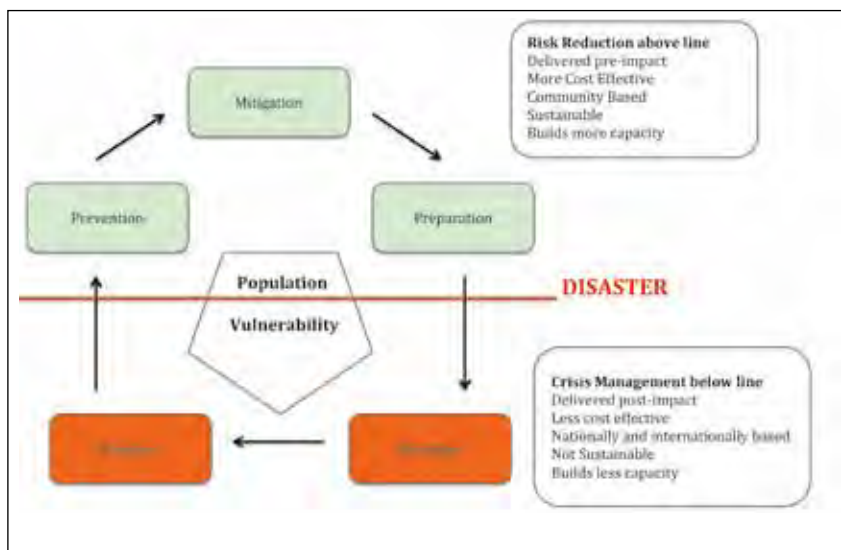 Risk Reduction above line
Delivered pre-impact
More Cost Effective
Community Based
Sustainable
Builds more capacity
Mitigation
Prevention
Preparation
Population
Vulnerability
DISASTER
Crisis Management below line
Delivered post-impact
Less cost effective
Nationally and internationally based
Not Sustainable
Builds less capacity